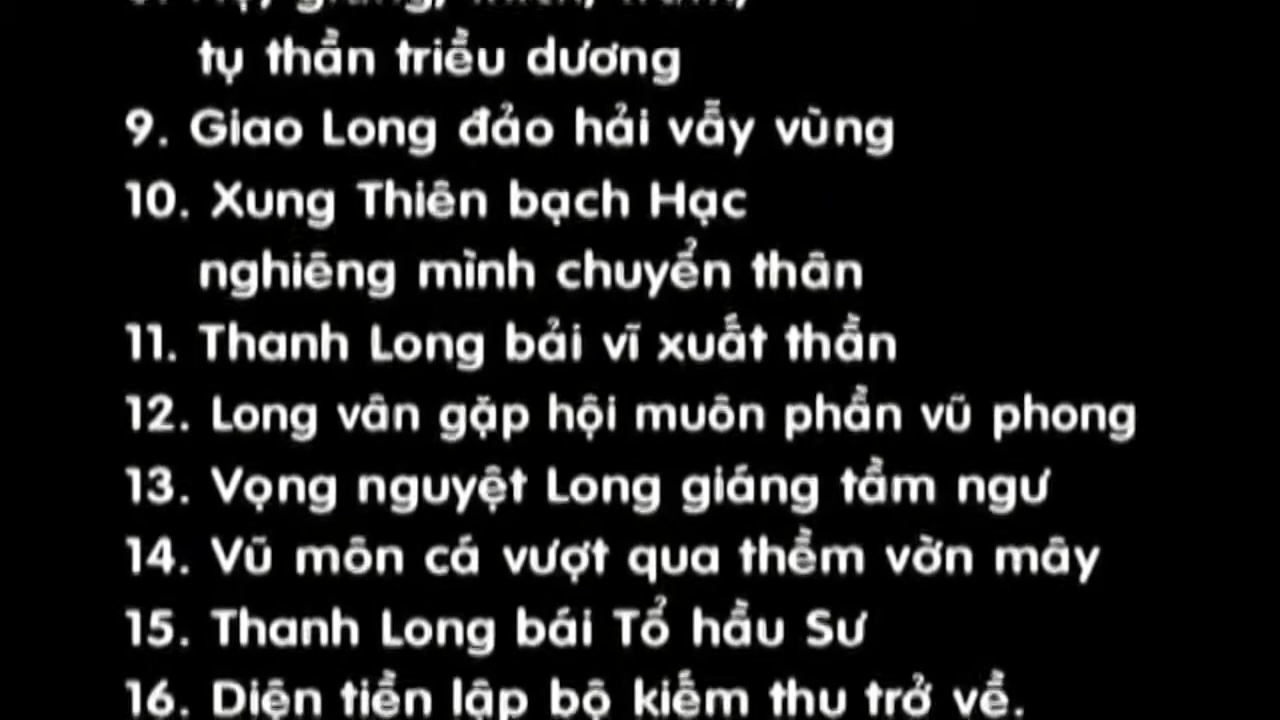 tụ thần triều dương
9. Giao Long đảo hải vẫy vùng
10. Xung Thiên bạch Hạc
nghiêng mình chuyển thân
11. Thanh Long bải vĩ xuất thần
12. Long vân gặp hội muôn phần vũ phong
13. Vọng nguyệt Long giáng tầm ngư
14. Vũ môn cá vượt qua thềm vờn mây
15. Thanh Long bái Tổ hầu Sư
16. Diện tiền lập bộ kiếm thu trở về.